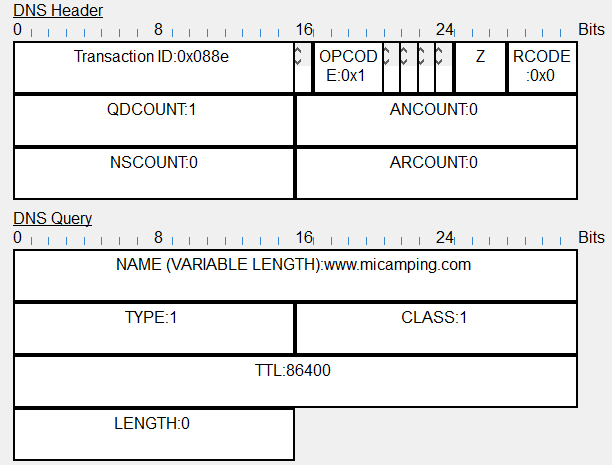 DNS Header
0 8 16 24 Bits
Transaction ID:0x088e OPCOD E:0x1 Z RCODE :0x0
QDCOUNT:1 ANCOUNT:0
NSCOUNT:0 ARCOUNT:0
DNS Query
0 8 16 24 Bits
NAME (VARIABLE LENGTH):www.micamping.com
TYPE:1 CLASS:1
TTL:86400
LENGTH:0